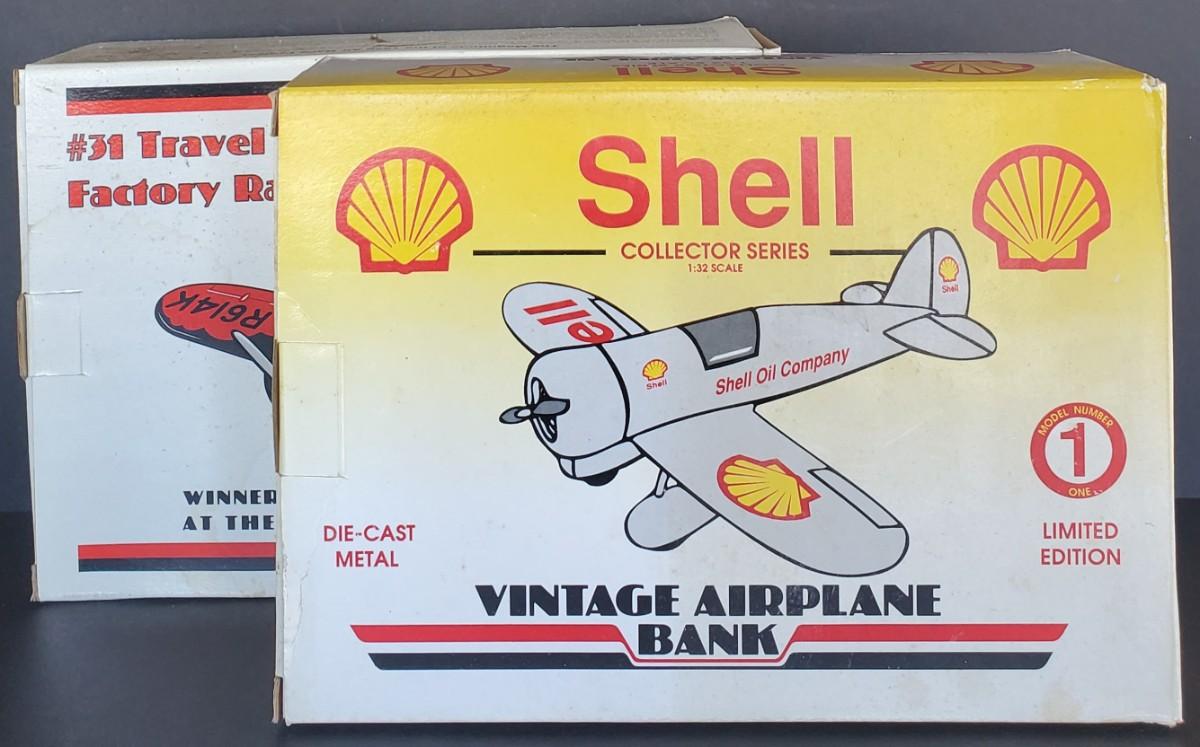 #31 Travel
Factory Ra
R614K
WINNER
AT THE
Shell
Shell
COLLECTOR SERIES
1:32 SCALE
Shell
ell
Shell
Shell Oil Company
MODEL NUMBER
1
ONE
DIE-CAST
METAL
LIMITED
EDITION
VINTAGE AIRPLANE
BANK